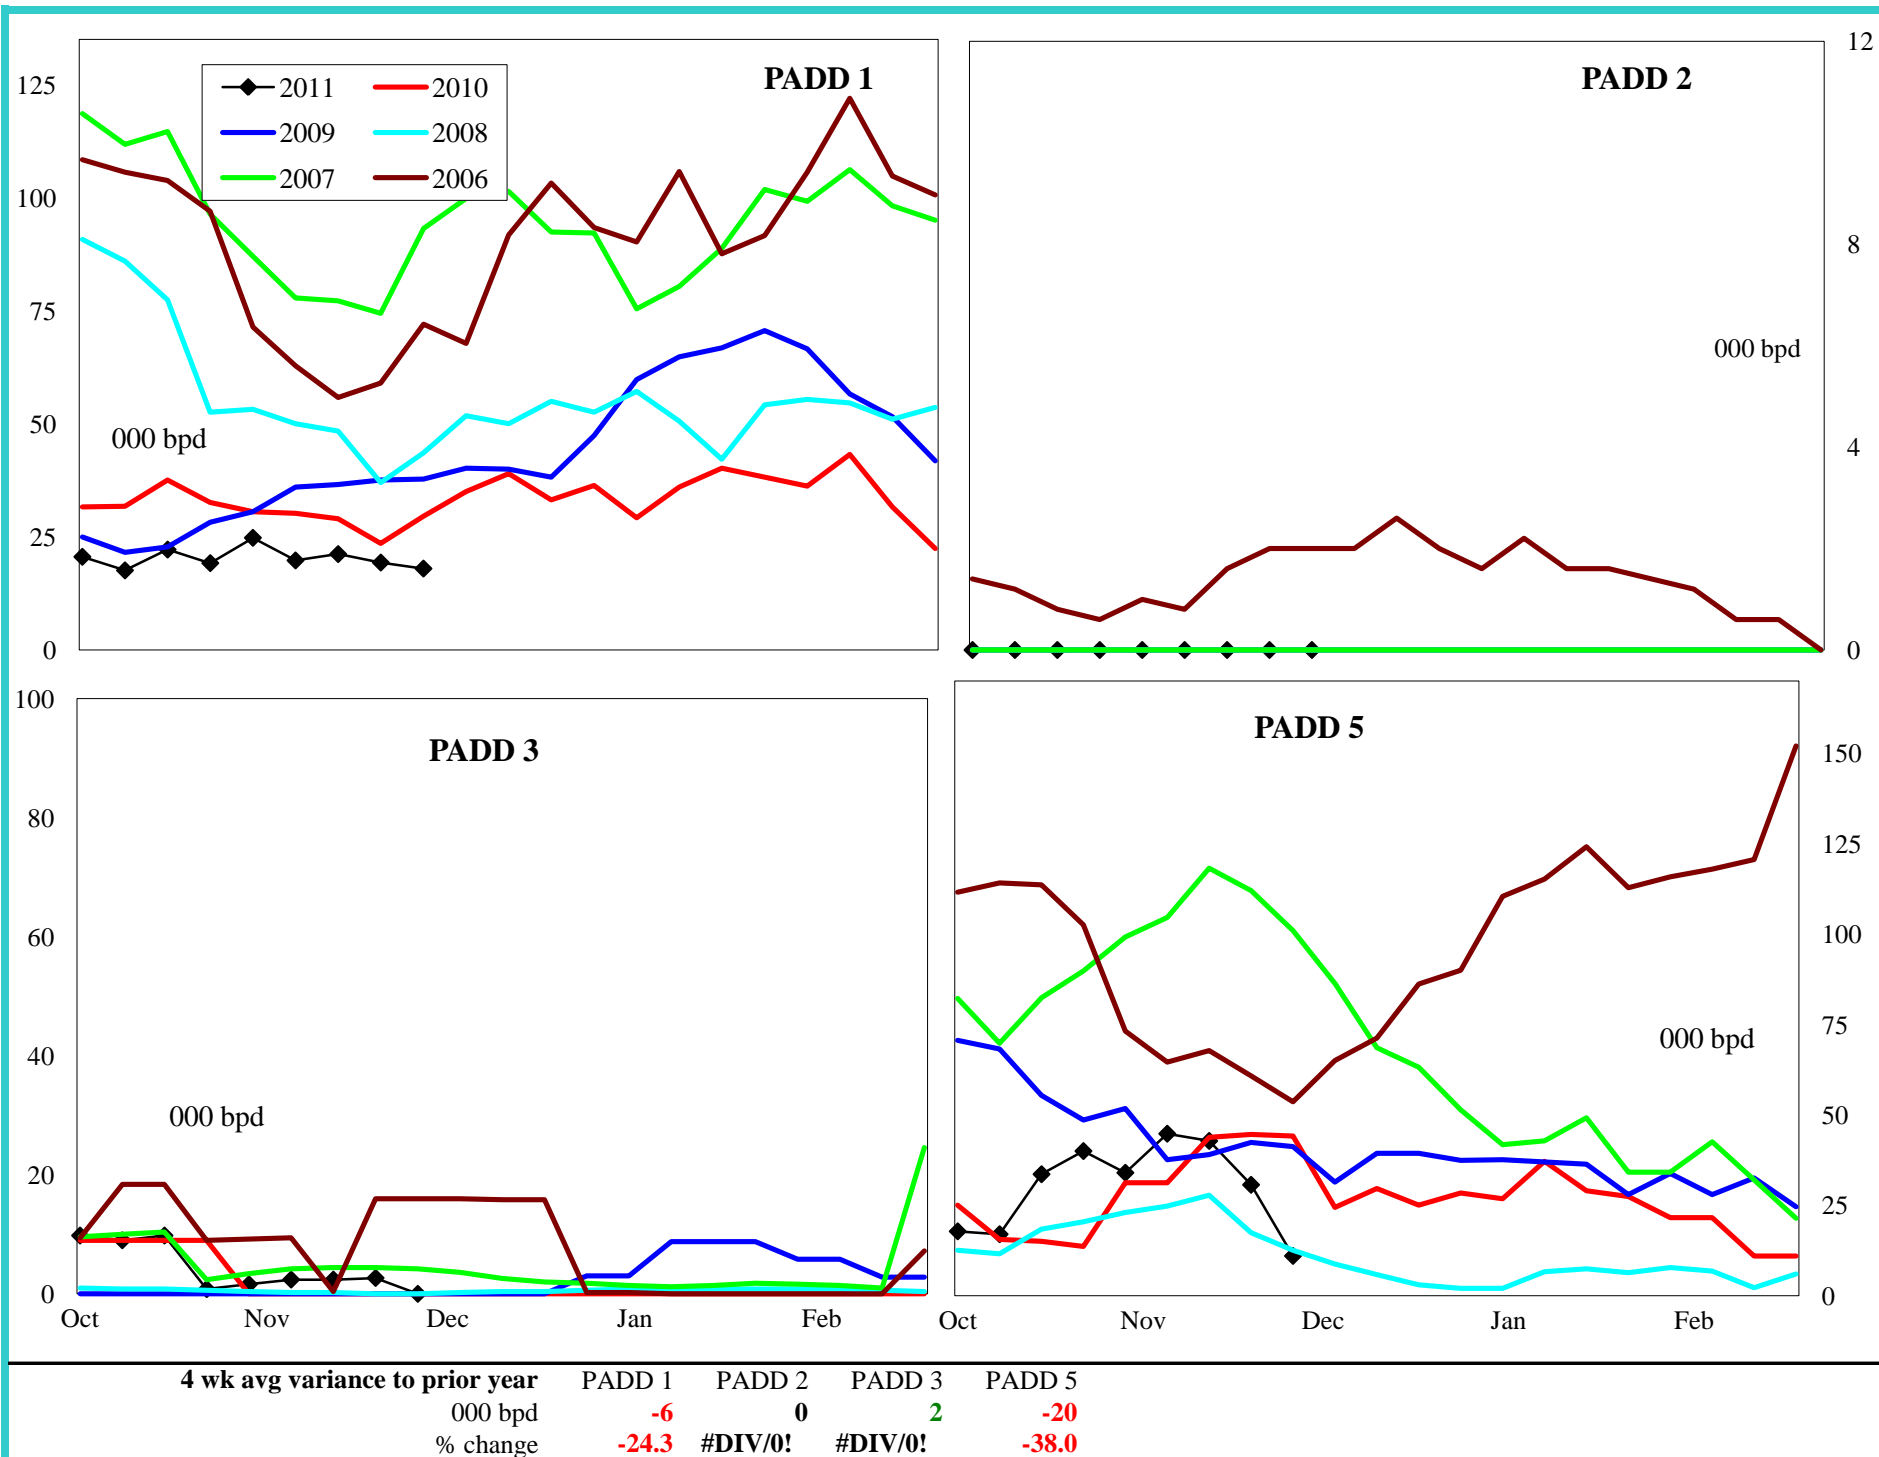 PADD 1
125
100
75
50
25
0
2011 2010
2009 2008
2007 2006
000 bpd
PADD 2
12
8
4
0
000 bpd
PADD 3
100
80
60
40
20
0
000 bpd
Oct Nov Dec Jan Feb
PADD 5
150
125
100
75
50
25
0
000 bpd
Oct Nov Dec Jan Feb
4 wk avg variance to prior year PADD 1 PADD 2 PADD 3 PADD 5
000 bpd -6 0 2 -20
% change -24.3 #DIV/0! #DIV/0! -38.0